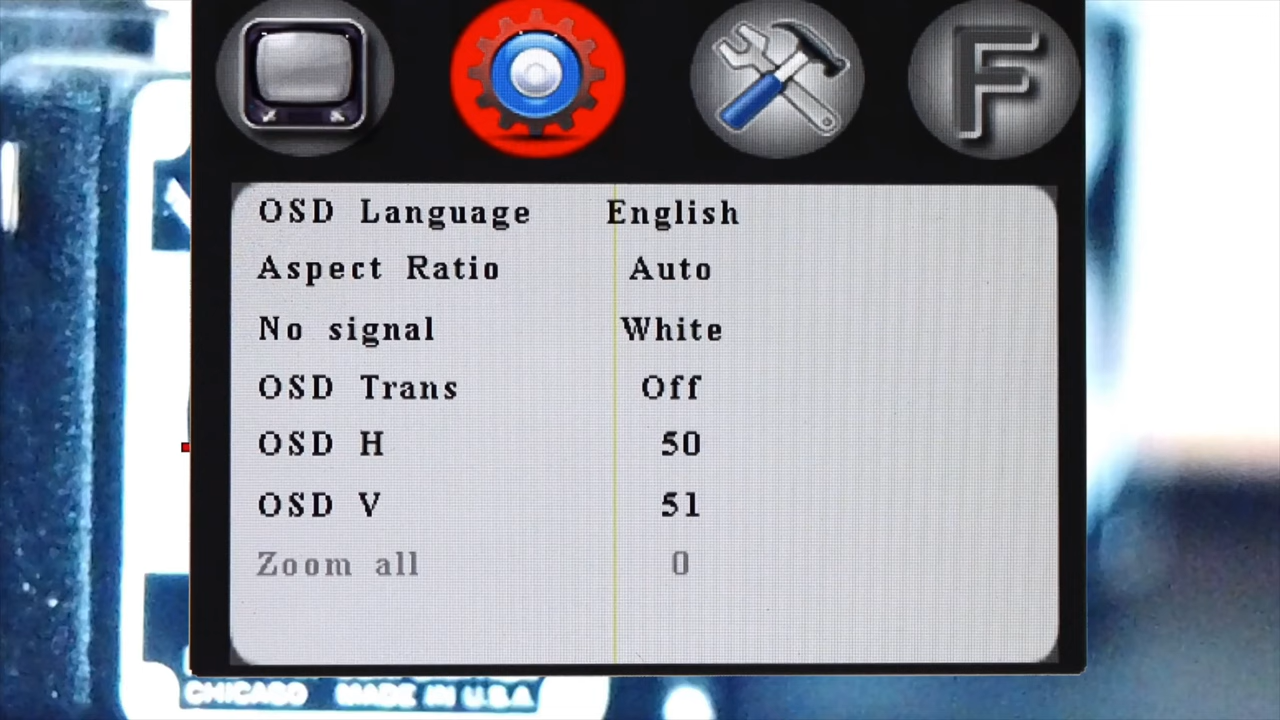 F
OSD Language English
Aspect Ratio Auto
No signal White
OSD Trans Off
OSD H 50
OSD V 51
Zoom all 0
CHICAGO MADE IN U.S.A